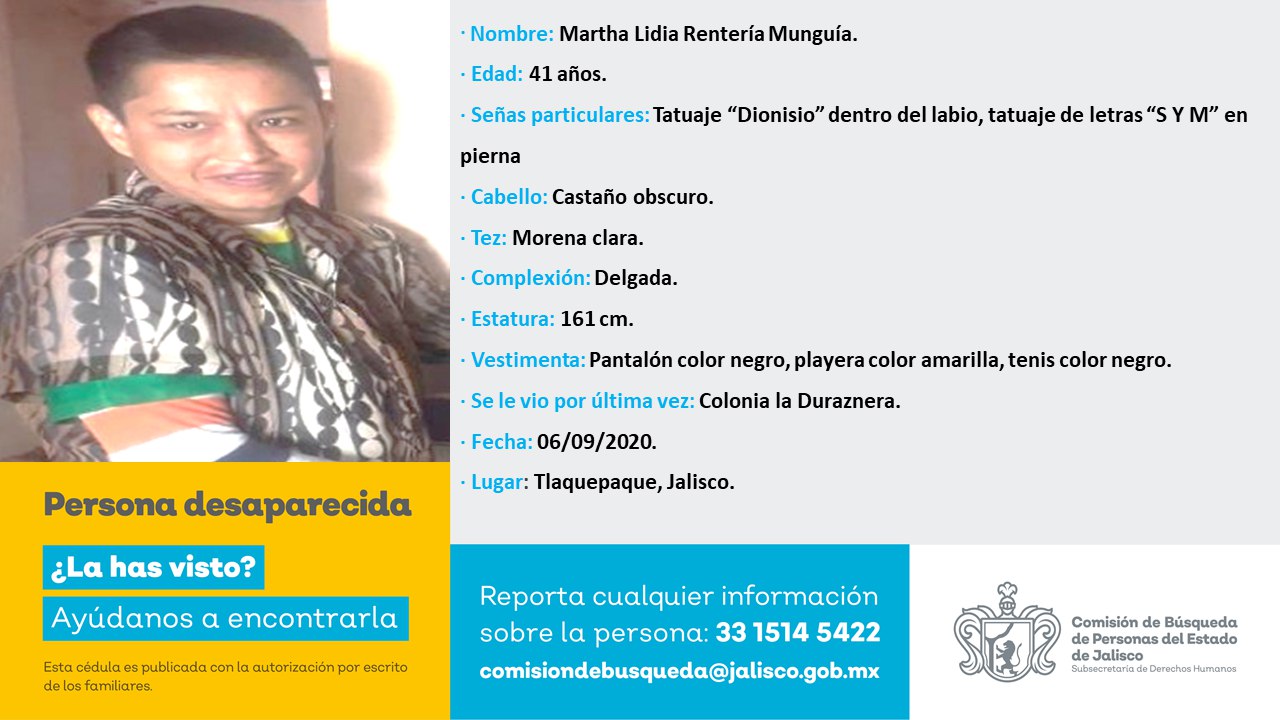 · Nombre: Martha Lidia Rentería Munguía.
· Edad: 41 años.
· Señas particulares: Tatuaje “Dionisio” dentro del labio, tatuaje de letras “S Y M” en
pierna
· Cabello: Castaño obscuro.
· Tez: Morena clara.
· Complexión: Delgada.
· Estatura: 161 cm.
· Vestimenta: Pantalón color negro, playera color amarilla, tenis color negro.
· Se le vio por última vez: Colonia la Duraznera.
· Fecha: 06/09/2020.
· Lugar: Tlaquepaque, Jalisco.
Persona desaparecida
¿La has visto?
Ayúdanos a encontrarla
Esta cédula es publicada con la autorización por escrito
de los familiares.
Reporta cualquier información
sobre la persona: 33 1514 5422
comisiondebusqueda@jalisco.gob.mx
Comisión de Búsqueda
de Personas del Estado
de Jalisco
Subsecretaría de Derechos Humanos